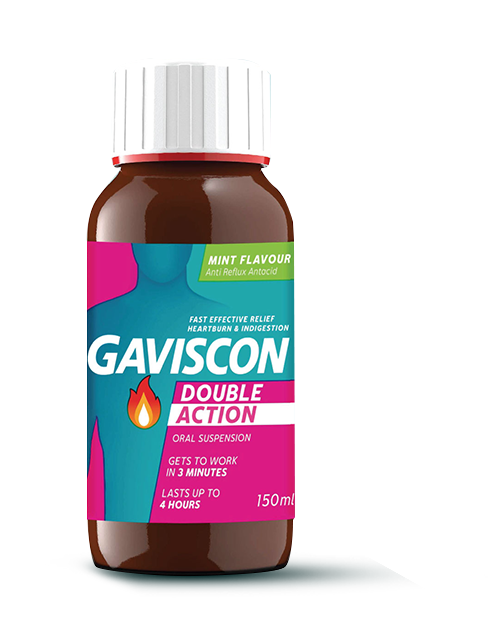 MINT FLAVOUR
Anti Reflux Antacid
FAST EFFECTIVE RELIEF
HEARTBURN & INDIGESTION
GAVISCON
DOUBLE
ACTION
ORAL SUSPENSION
GETS TO WORK
IN 3 MINUTES
LASTS UP TO
4 HOURS
150ml